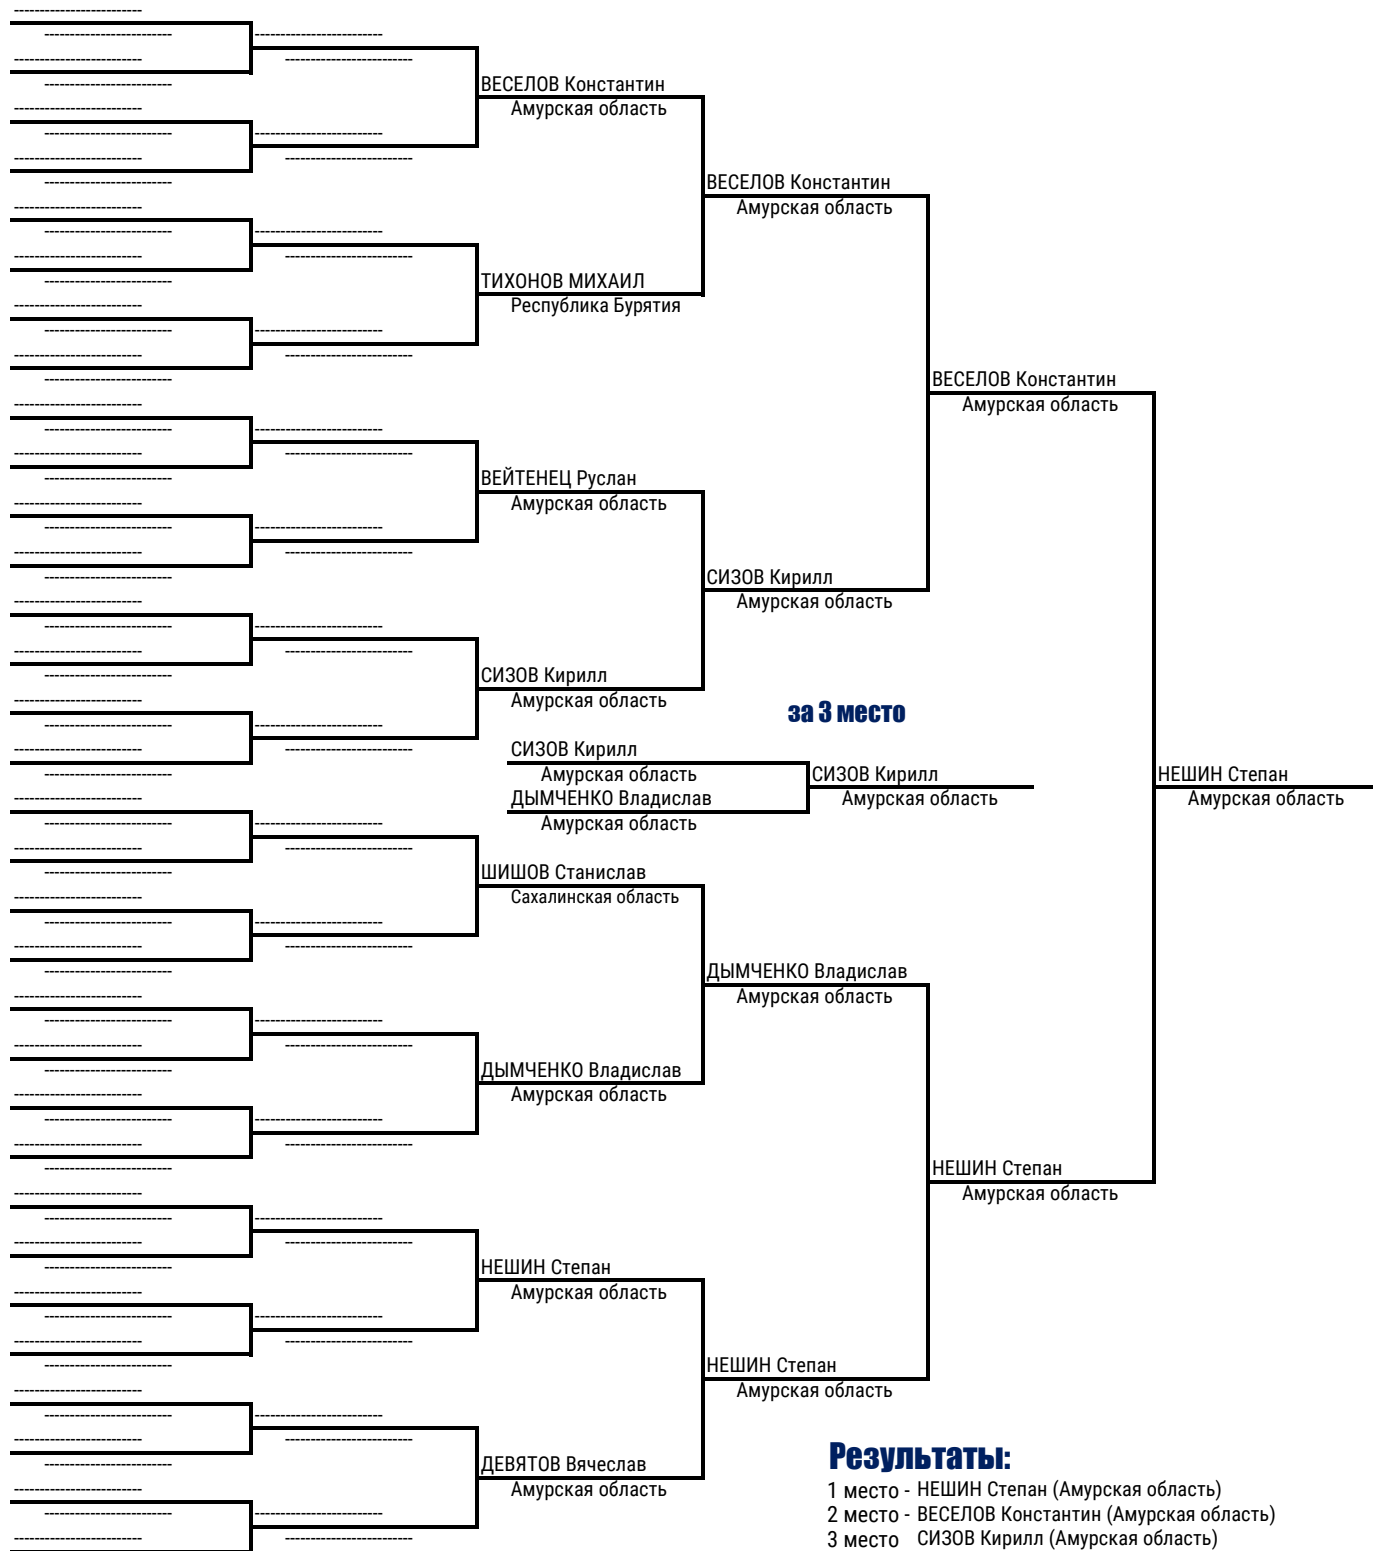 ВЕСЕЛОВ Константин
Амурская область
ВЕСЕЛОВ Константин
Амурская область
ТИХОНОВ МИХАИЛ
Республика Бурятия
ВЕСЕЛОВ Константин
Амурская область
ВЕЙТЕНЕЦ Руслан
Амурская область
СИЗОВ Кирилл
Амурская область
СИЗОВ Кирилл
Амурская область
за 3 место
СИЗОВ Кирилл
Амурская область
ДЫМЧЕНКО Владислав
Амурская область
СИЗОВ Кирилл
Амурская область
НЕШИН Степан
Амурская область
ШИШОВ Станислав
Сахалинская область
ДЫМЧЕНКО Владислав
Амурская область
ДЫМЧЕНКО Владислав
Амурская область
НЕШИН Степан
Амурская область
НЕШИН Степан
Амурская область
НЕШИН Степан
Амурская область
ДЕВЯТОВ Вячеслав
Амурская область
Результаты:
1 место - НЕШИН Степан (Амурская область)
2 место - ВЕСЕЛОВ Константин (Амурская область)
3 место СИЗОВ Кирилл (Амурская область)